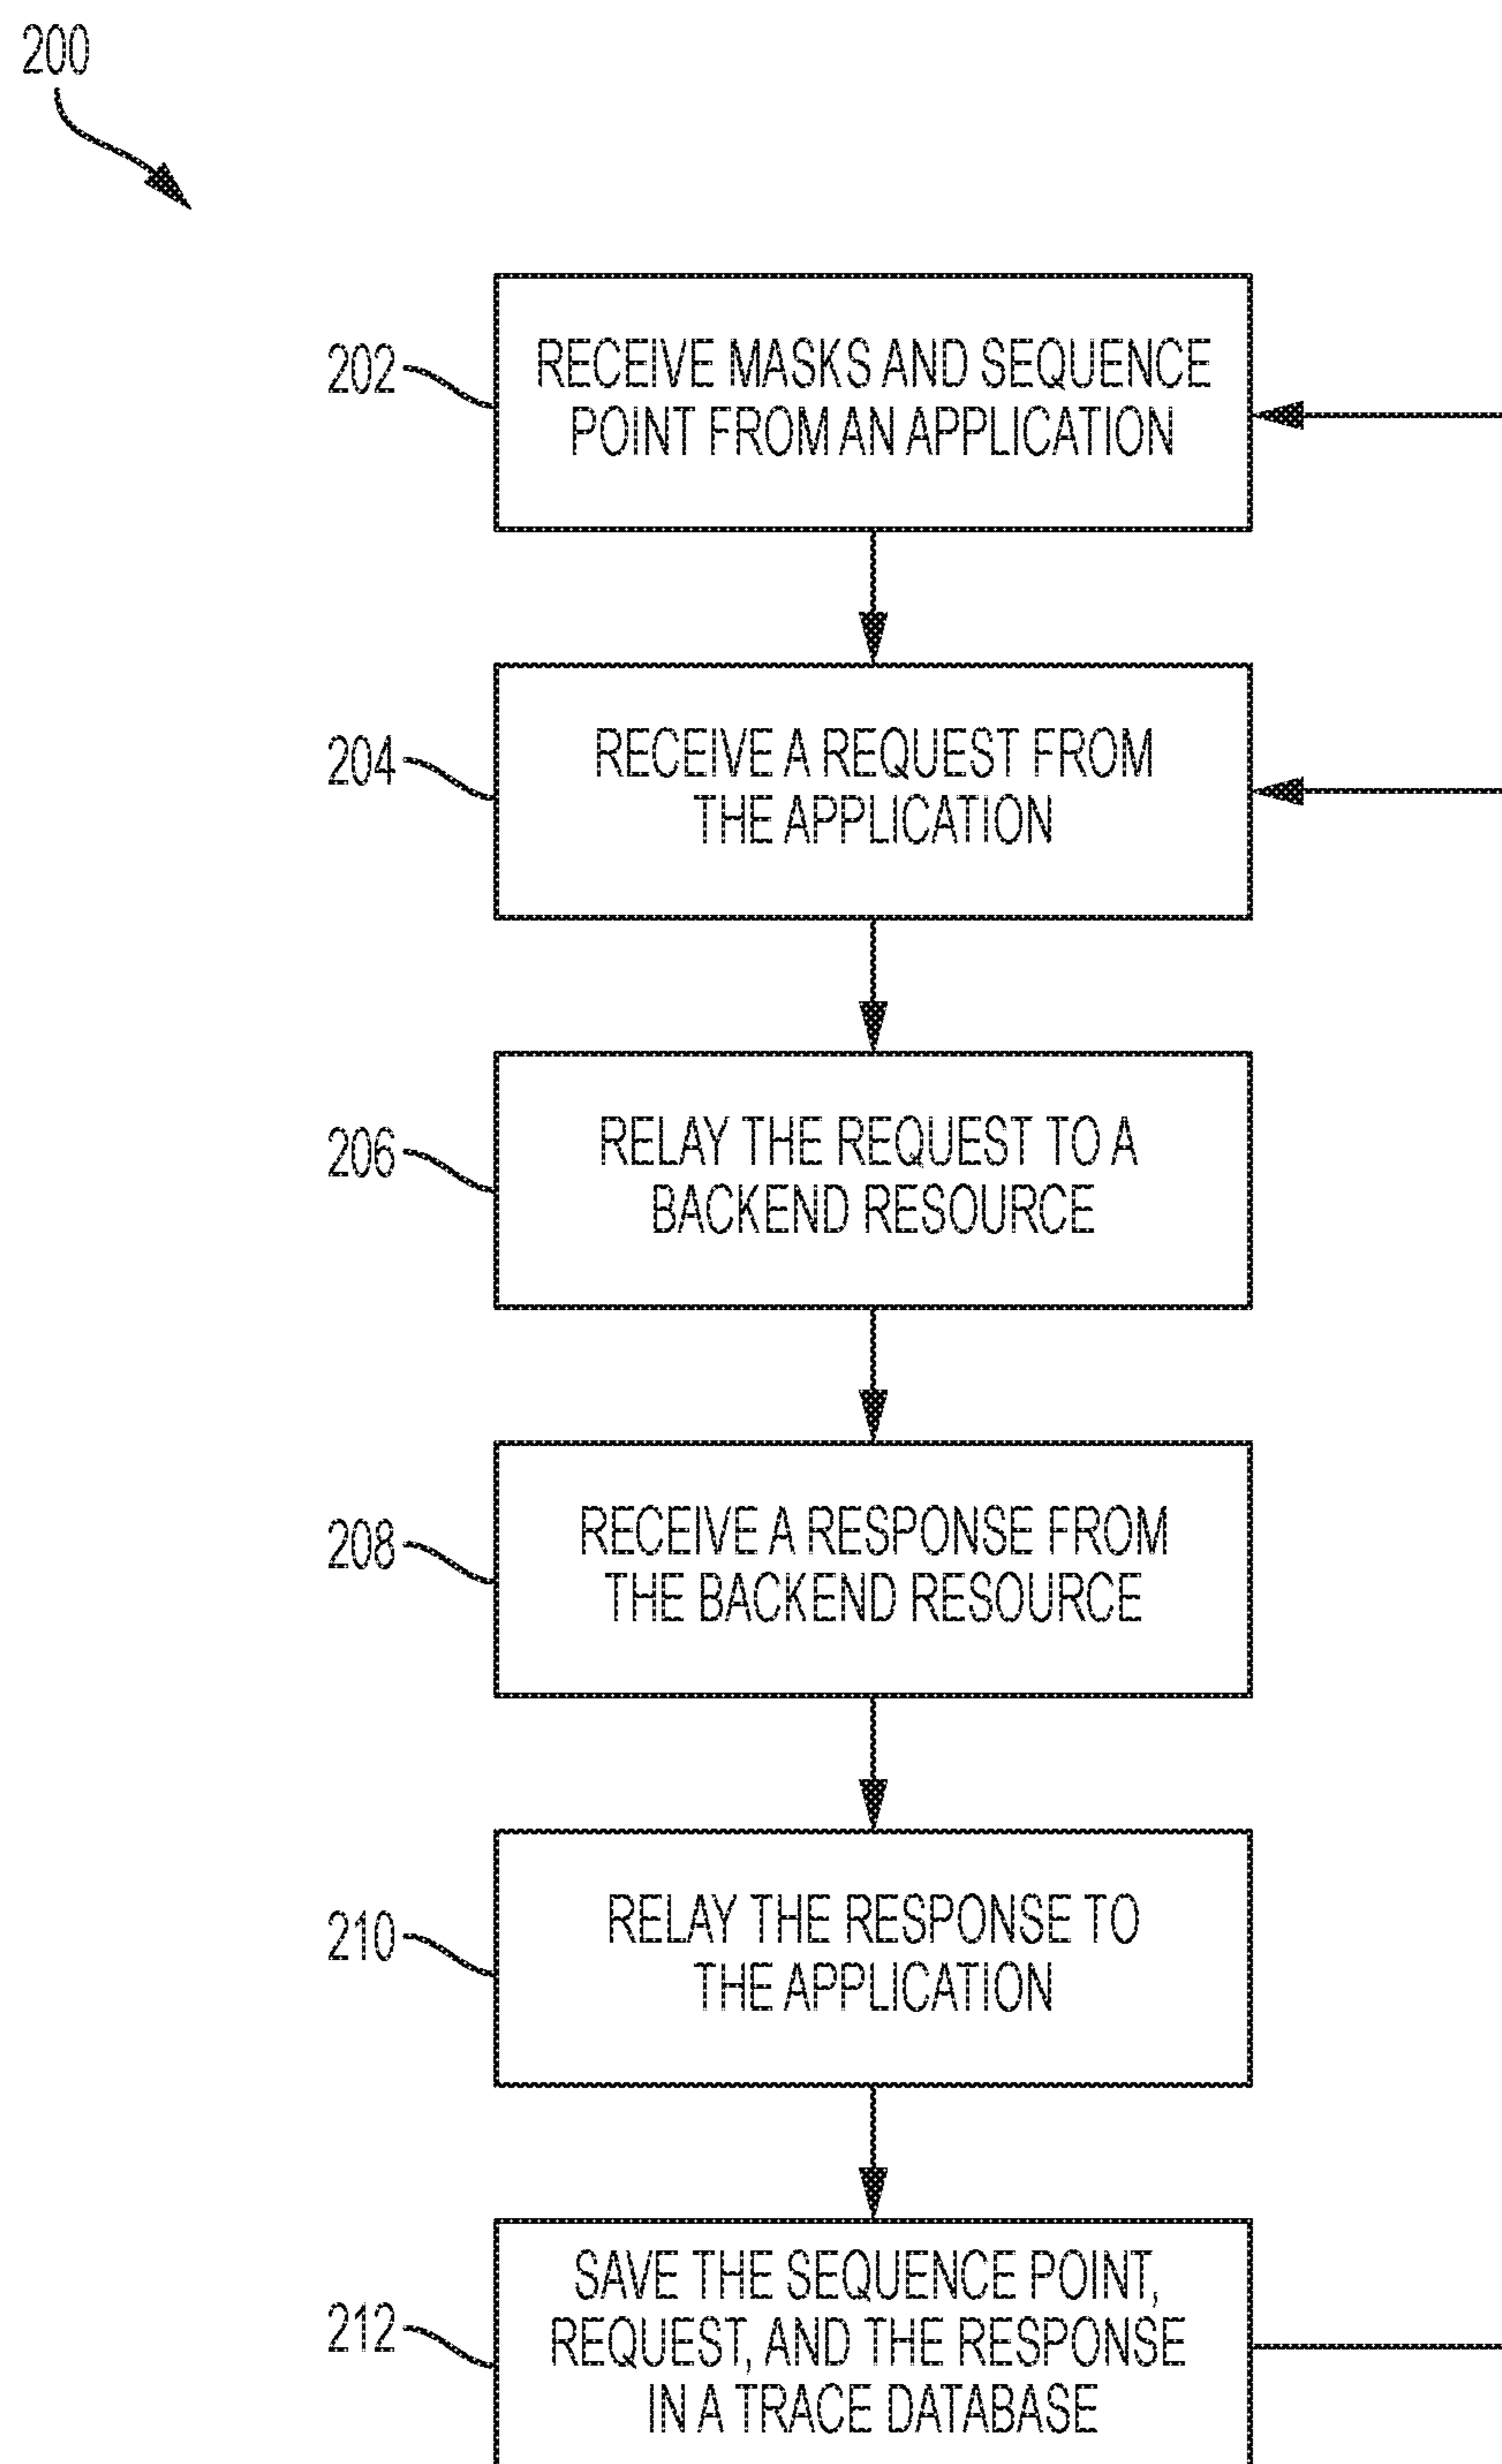 200
202
RECEIVE MASKS AND SEQUENCE
POINT FROM AN APPLICATION
204
RECEIVE A REQUEST FROM
THE APPLICATION
206
RELAY THE REQUEST TO A
BACKEND RESOURCE
208
RECEIVE A RESPONSE FROM
THE BACKEND RESOURCE
210
RELAY THE RESPONSE TO
THE APPLICATION
212
SAVE THE SEQUENCE POINT,
REQUEST, AND THE RESPONSE
IN A TRACE DATABASE